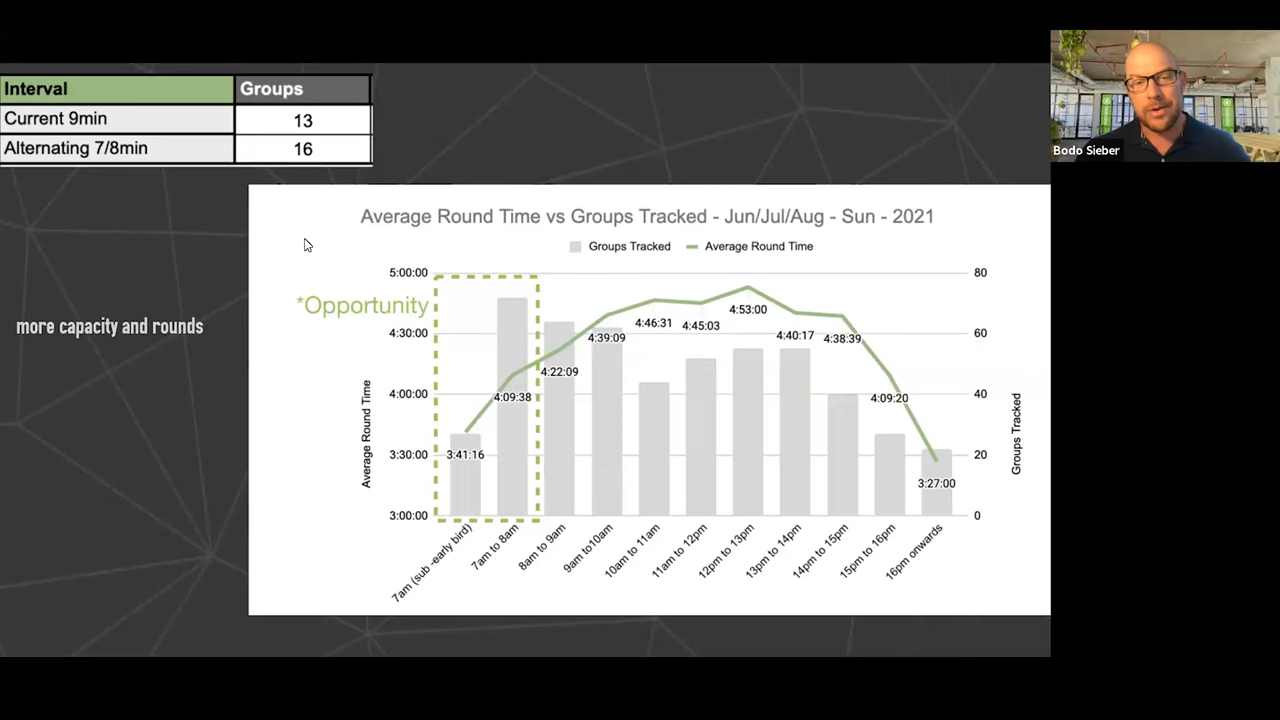 Interval Groups
Current 9min 13
Alternating 7/8min 16
Bodo Sieber
Average Round Time vs Groups Tracked - Jun/Jul/Aug - Sun - 2021
Groups Tracked Average Round Time
*Opportunity
more capacity and rounds
5:00:00
4:30:00
4:00:00
3:30:00
3:00:00
Average Round Time
80
60
40
20
0
Groups Tracked
3:41:16
4:09:38
4:22:09
4:39:09
4:46:31
4:45:03
4:53:00
4:40:17
4:38:39
4:09:20
3:27:00
7am (sub -early bird)
7am to 8am
8am to 9am
9am to10am
10am to 11am
11am to 12pm
12pm to 13pm
13pm to 14pm
14pm to 15pm
15pm to 16pm
16pm onwards